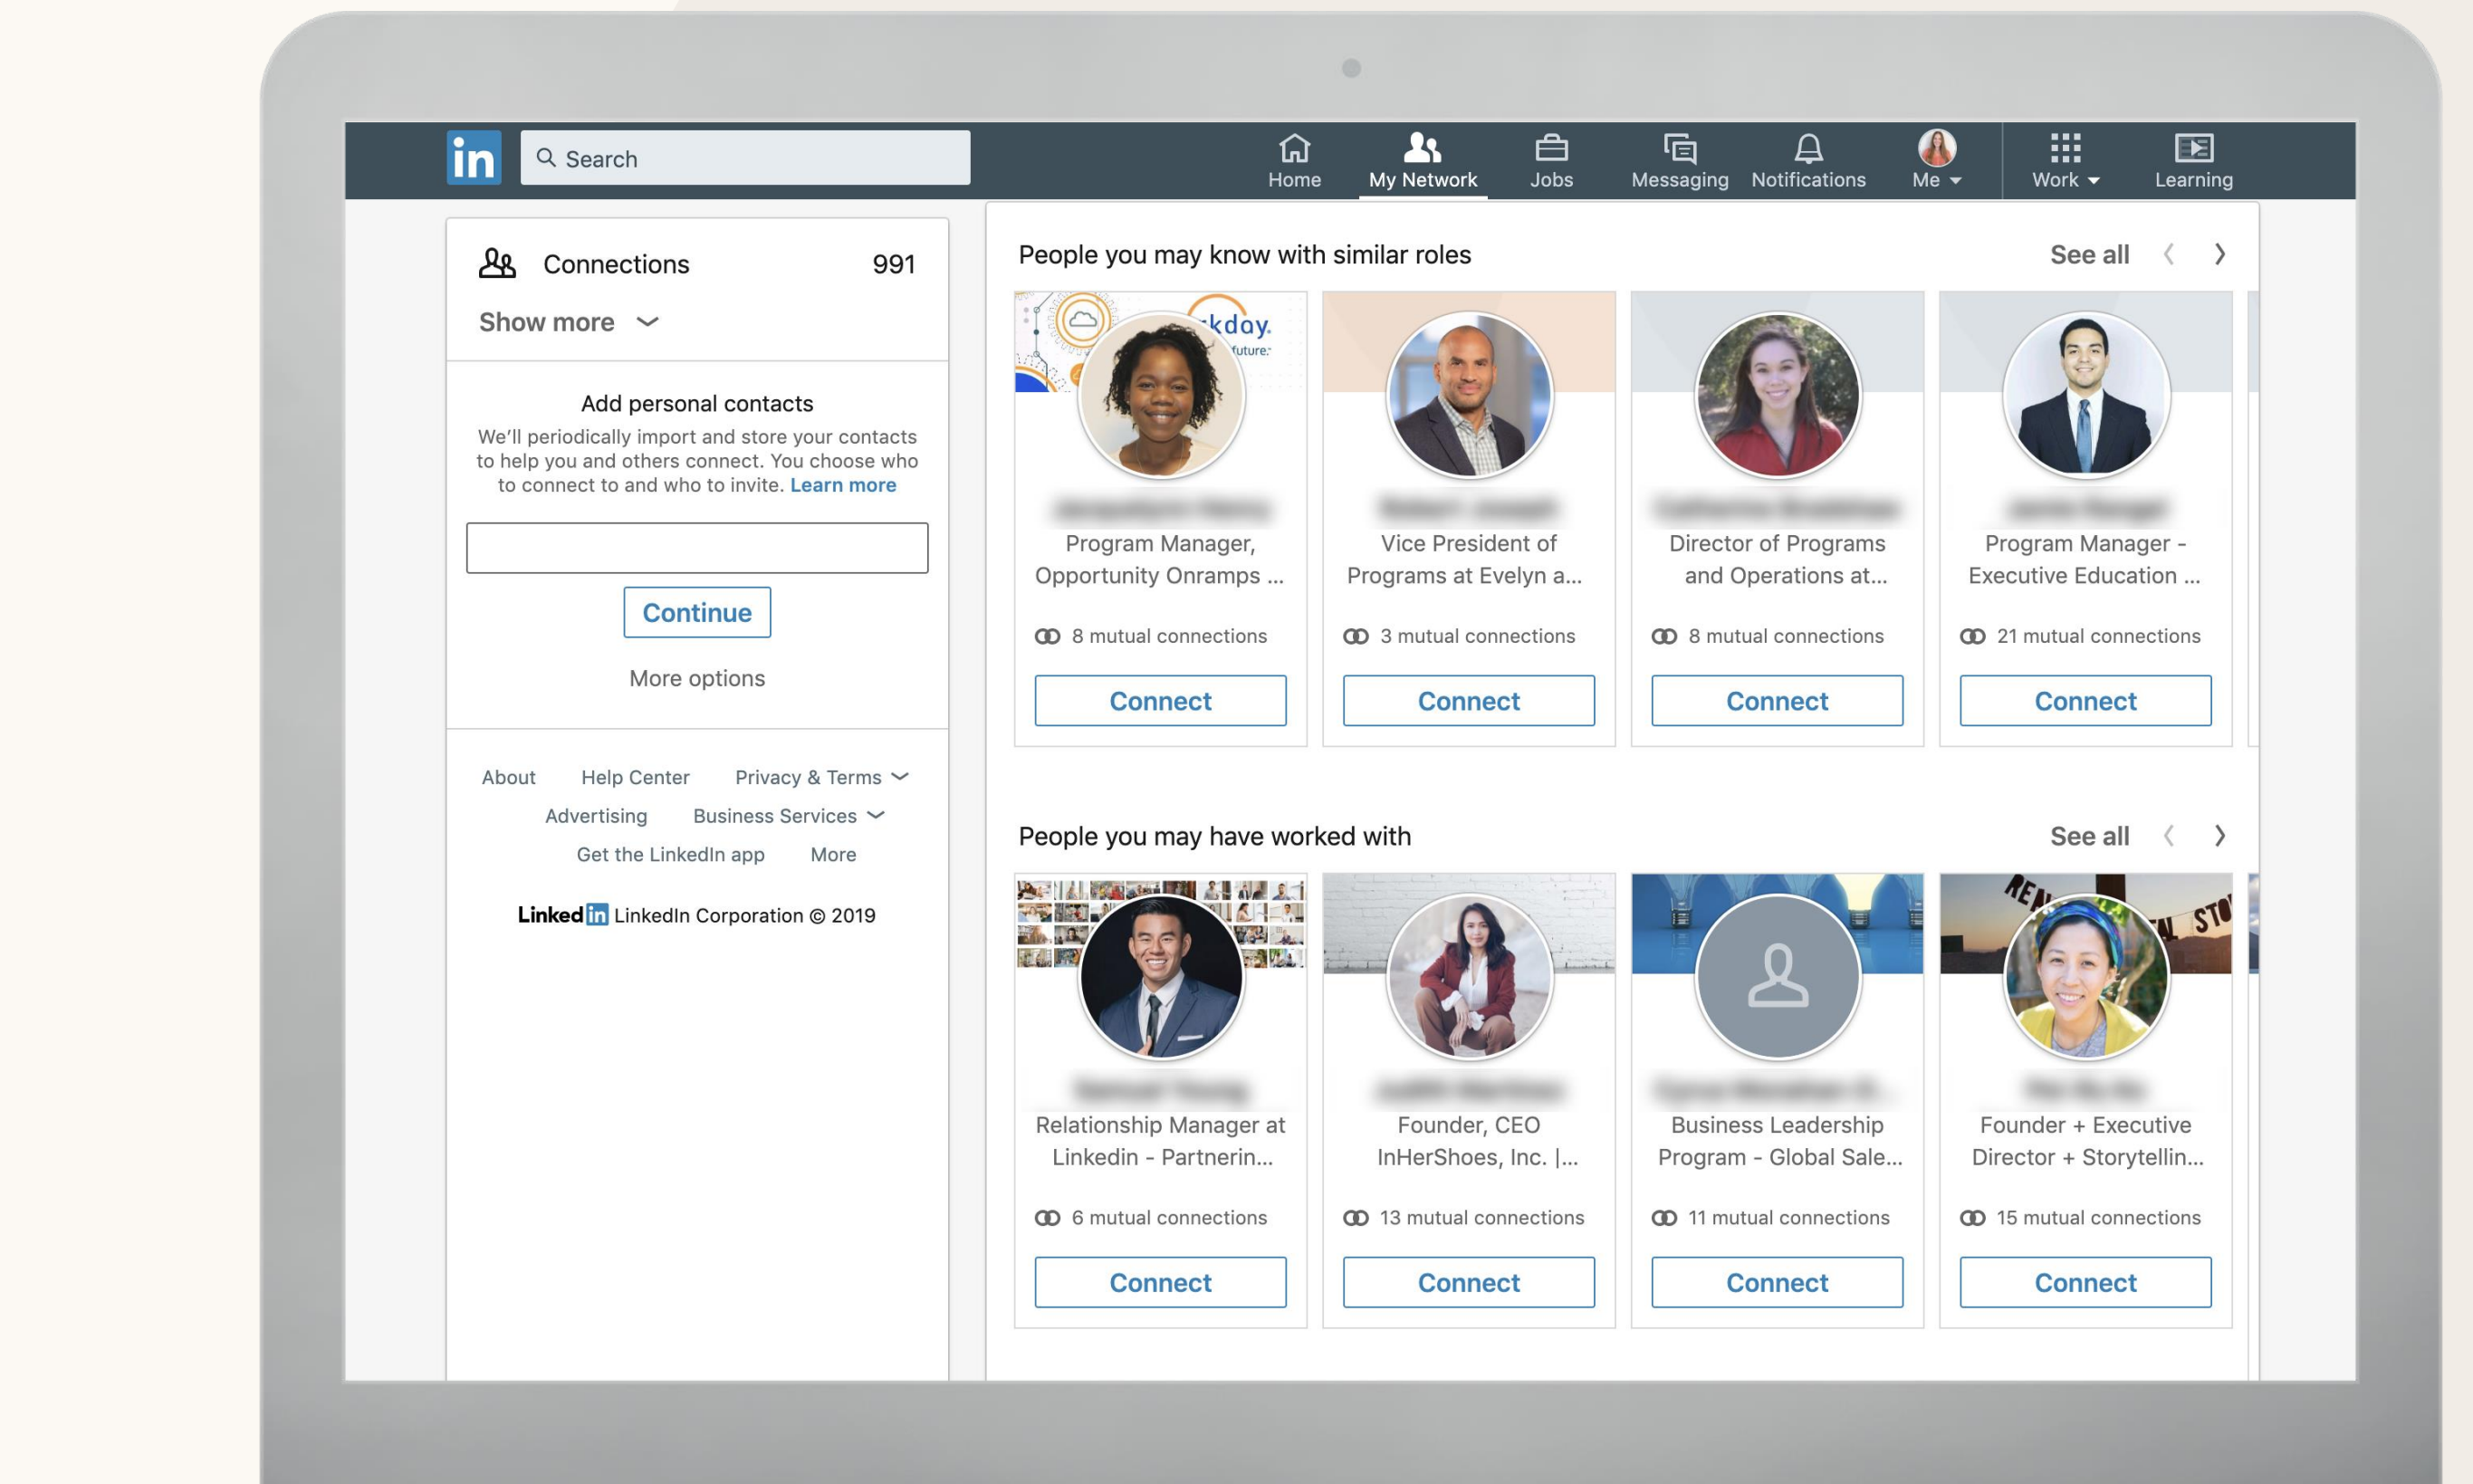 in
Search
Home
My Network
Jobs
Messaging
Notifications
Me
Work
Learning
Connections 991
Show more
Add personal contacts
We'll periodically import and store your contacts
to help you and others connect. You choose who
to connect to and who to invite. Learn more
Continue
More options
About Help Center Privacy & Terms
Advertising Business Services
Get the LinkedIn app More
Linkedin LinkedIn Corporation © 2019
People you may know with similar roles
See all
kday.
future.™
Program Manager,
Opportunity Onramps ...
8 mutual connections
Connect
Vice President of
Programs at Evelyn a...
3 mutual connections
Connect
Director of Programs
and Operations at...
8 mutual connections
Connect
Program Manager -
Executive Education ...
21 mutual connections
Connect
People you may have worked with
See all
Relationship Manager at
Linkedin - Partnerin...
6 mutual connections
Connect
Founder, CEO
InHerShoes, Inc. |...
13 mutual connections
Connect
Business Leadership
Program - Global Sale...
11 mutual connections
Connect
REA
AL STO
Founder + Executive
Director + Storytellin...
15 mutual connections
Connect